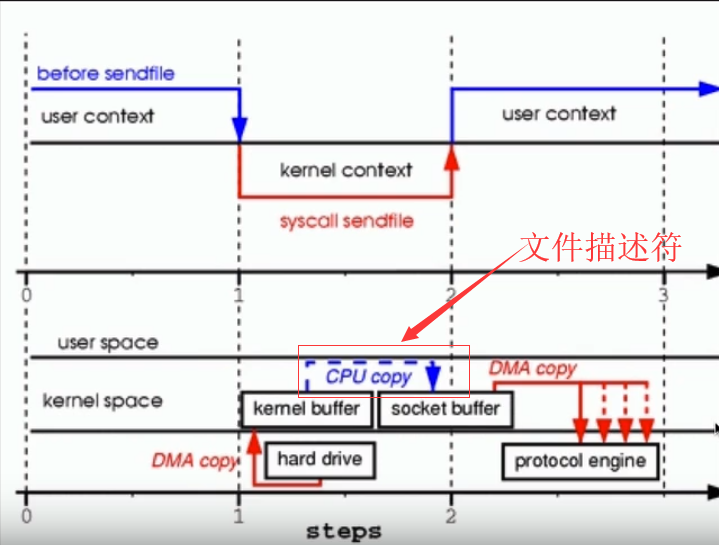 before sendfile
user context
user context
kernel context
syscall sendfile
文件描述符
0 1 2 3
user space
CPU copy
DMA copy
kernel space
kernel buffer
socket buffer
DMA copy
hard drive
protocol engine
0 1 2 3
steps